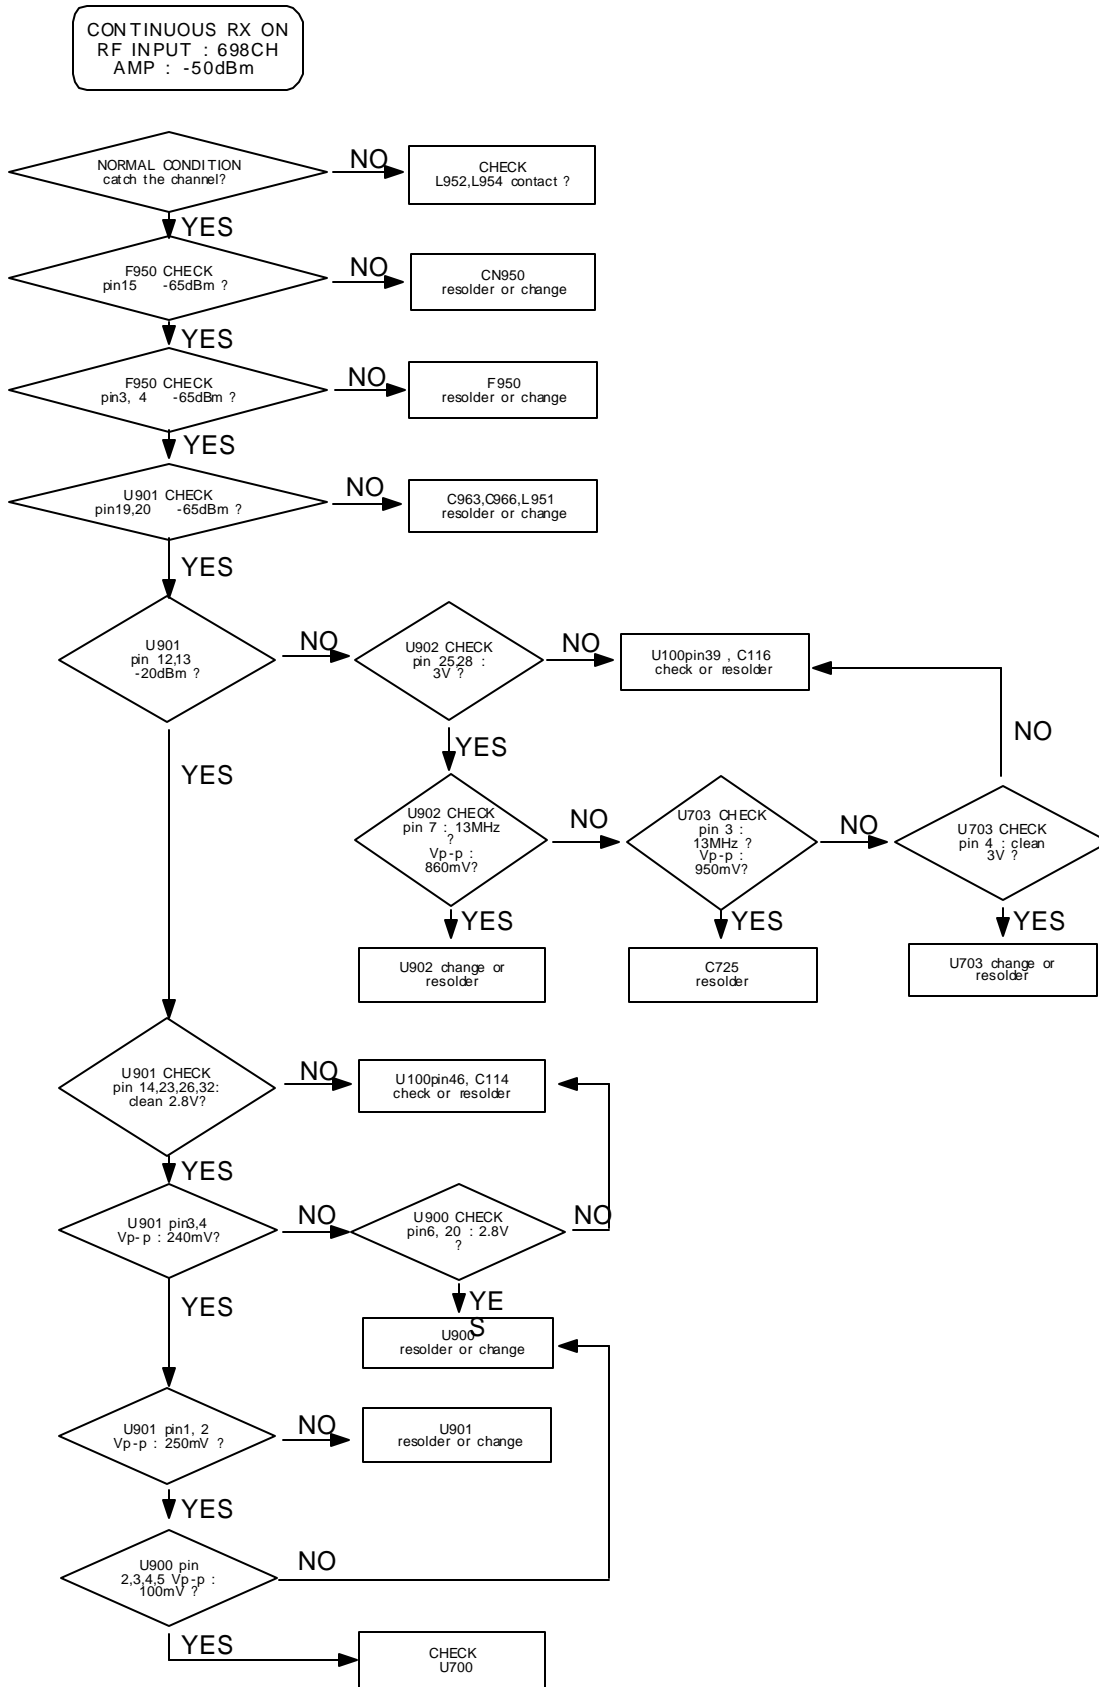 CONTINUOUS RX ON
RF INPUT : 698CH
AMP : -50dBm
NORMAL CONDITION
catch the channel?
NO
CHECK
L952,L954 contact ?
YES
F950 CHECK
pin15 -65dBm ?
NO
CN950
resolder or change
YES
F950 CHECK
pin3, 4 -65dBm ?
NO
F950
resolder or change
YES
U901 CHECK
pin19,20 -65dBm ?
NO
C963,C966,L951
resolder or change
YES
U901
pin 12,13
-20dBm ?
NO
U902 CHECK
pin 25,28 :
3V ?
NO
U100pin39 , C116
check or resolder
NO
YES
YES
U902 CHECK
pin 7 : 13MHz
?
Vp-p :
860mV?
NO
U703 CHECK
pin 3 :
13MHz ?
Vp-p :
950mV?
NO
U703 CHECK
pin 4 : clean
3V ?
YES
YES
YES
U902 change or
resolder
C725
resolder
U703 change or
resolder
U901 CHECK
pin 14,23,26,32:
clean 2.8V?
NO
U100pin46, C114
check or resolder
YES
U901 pin3,4
Vp-p : 240mV?
NO
U900 CHECK
pin6, 20 : 2.8V
?
NO
YES
YE
S
U900
resolder or change
U901 pin1, 2
Vp-p : 250mV ?
NO
U901
resolder or change
YES
U900 pin
2,3,4,5 Vp-p :
100mV ?
NO
YES
CHECK
U700